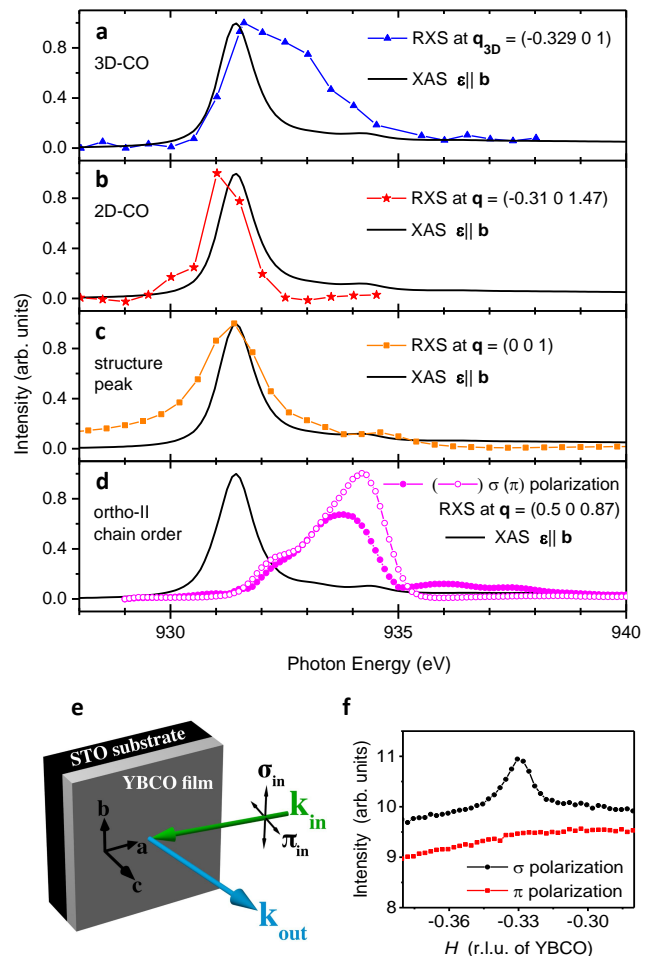 a
3D-CO
RXS at q3D = (-0.329 0 1)
XAS ε|| b
0.8
0.4
0.0
b
2D-CO
RXS at q = (-0.31 0 1.47)
XAS ε|| b
0.8
0.4
0.0
c
structure
peak
RXS at q = (0 0 1)
XAS ε|| b
0.8
0.4
0.0
d
ortho-II
chain order
( ) σ (π) polarization
RXS at q = (0.5 0 0.87)
XAS ε|| b
0.8
0.4
0.0
Intensity (arb. units)
930 935 940
Photon Energy (eV)
e
STO substrate
YBCO film
b
a
c
σin
kin
πin
kout
f
Intensity (arb. units)
11
10
9
8
σ polarization
π polarization
-0.36 -0.33 -0.30
H (r.l.u. of YBCO)